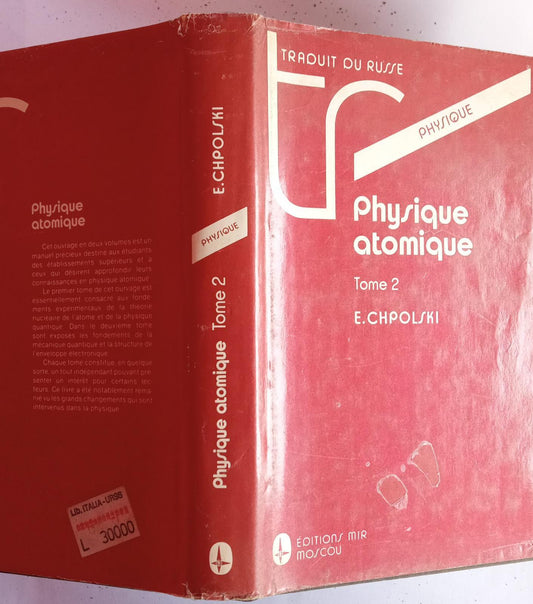 Physique
atomique
Cet ouvrage en deux volumes est un
manuel précieux destiné aux étudiants
des établissements supérieurs et à
ceux qui désirent approfondir leurs
connaissances en physique atomique.
Le premier tome de cet ouvrage est
essentiellement consacré aux fonde-
ments expérimentaux de la théorie
nucléaire de l'atome et de la physique
quantique. Dans le deuxième tome
sont exposés les fondements de la
mécanique quantique et la structure de
l'enveloppe électronique.
Chaque tome constitue, en quelque
sorte, un tout indépendant pouvant pré-
senter un intérêt pour certains lec-
teurs. Ce livre a été notablement rema-
nié vu les grands changements qui sont
intervenus dans la physique.
Lib. ITALIA-URSS
L 30000
E.CHPOLSKI
PHYSIQUE
Physique atomique Tome 2
TRADUIT DU RUSSE
tr
PHYSIQUE
Physique
atomique
Tome 2
E.CHPOLSKI
ÉDITIONS MIR
MOSCOU